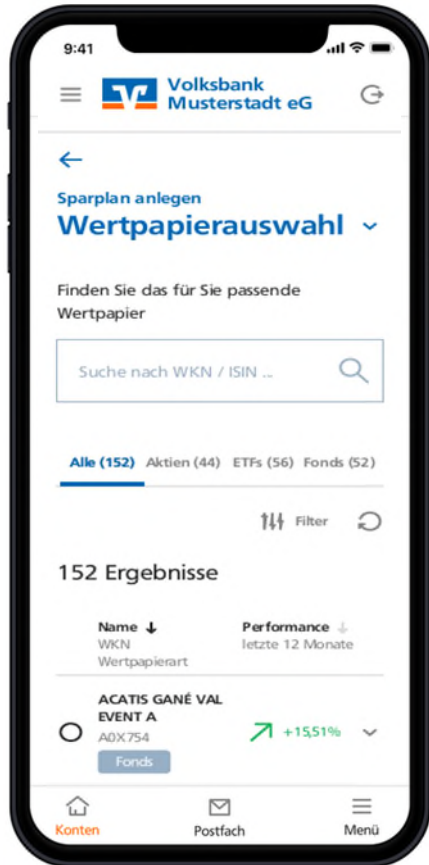 9:41
Volksbank
Musterstadt eG
Sparplan anlegen
Wertpapierauswahl
Finden Sie das für Sie passende
Wertpapier
Suche nach WKN / ISIN ...
Alle (152) Aktien (44) ETFs (56) Fonds (52)
Filter
152 Ergebnisse
Name Performance
WKN letzte 12 Monate
Wertpapierart
ACATIS GANÉ VAL
EVENT A
A0X754 +15,51%
Fonds
Konten Postfach Menü